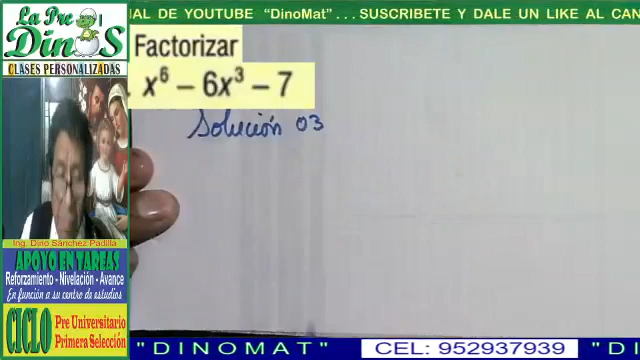 AL DE YOUTUBE “DinoMat”... SUSCRIBETE Y DALE UN LIKE AL CAN
La Pre
DinoS
CLASES PERSONALIZADAS
Factorizar
x⁶ – 6x³ – 7
Solución 03
Ing. Dino Sánchez Padilla
APOYO EN TAREAS
Reforzamiento - Nivelación - Avance
En función a su centro de estudios
CICLO Pre Universitario
Primera Selección
"DINOMAT" CEL: 952937939 "DI